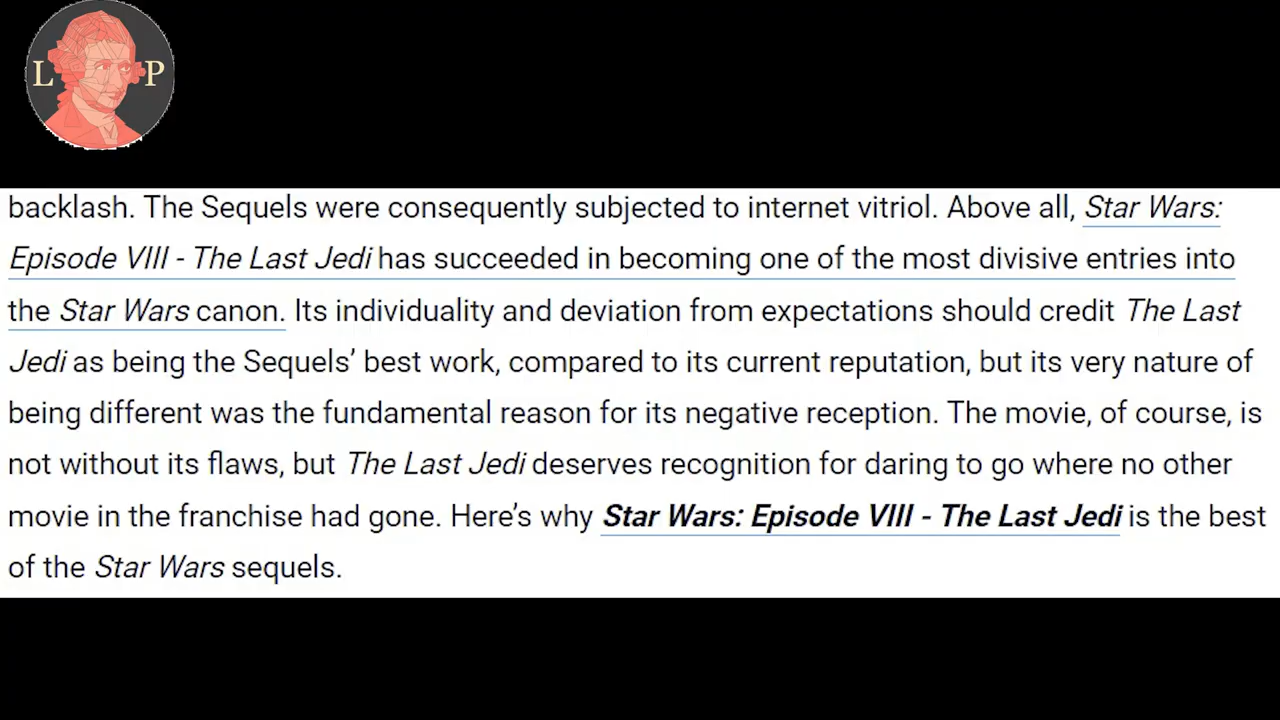 L P
backlash. The Sequels were consequently subjected to internet vitriol. Above all, Star Wars:
Episode VIII - The Last Jedi has succeeded in becoming one of the most divisive entries into
the Star Wars canon. Its individuality and deviation from expectations should credit The Last
Jedi as being the Sequels’ best work, compared to its current reputation, but its very nature of
being different was the fundamental reason for its negative reception. The movie, of course, is
not without its flaws, but The Last Jedi deserves recognition for daring to go where no other
movie in the franchise had gone. Here’s why Star Wars: Episode VIII - The Last Jedi is the best
of the Star Wars sequels.